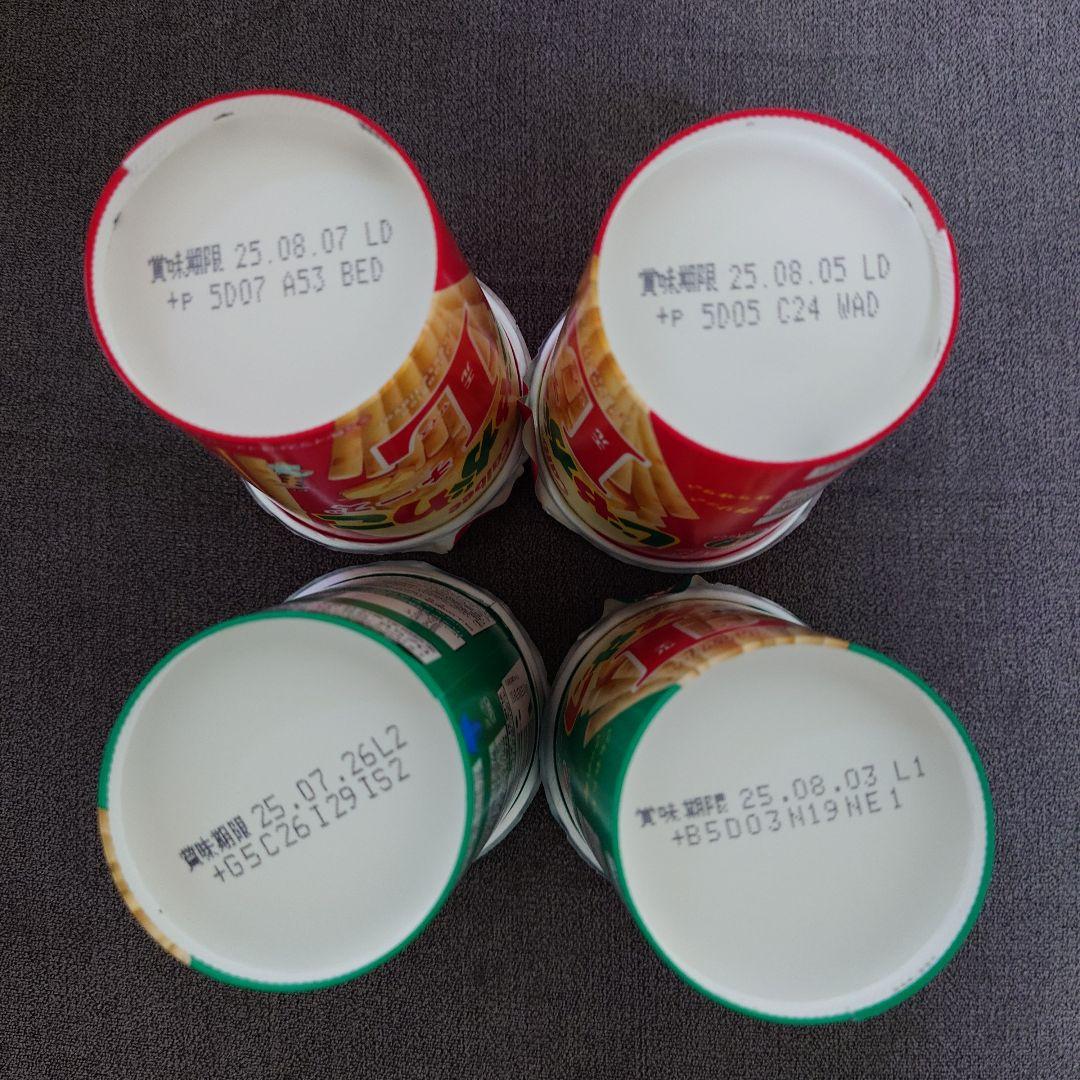 賞味期限 25.08.07 LD
+P 5D07 A53 BED
賞味期限 25.08.05 LD
+P 5D05 C24 WAD
賞味期限 25.07.26L2
+G5C26I29IS2
賞味期限 25.08.03 L1
+B5D03N19NE1